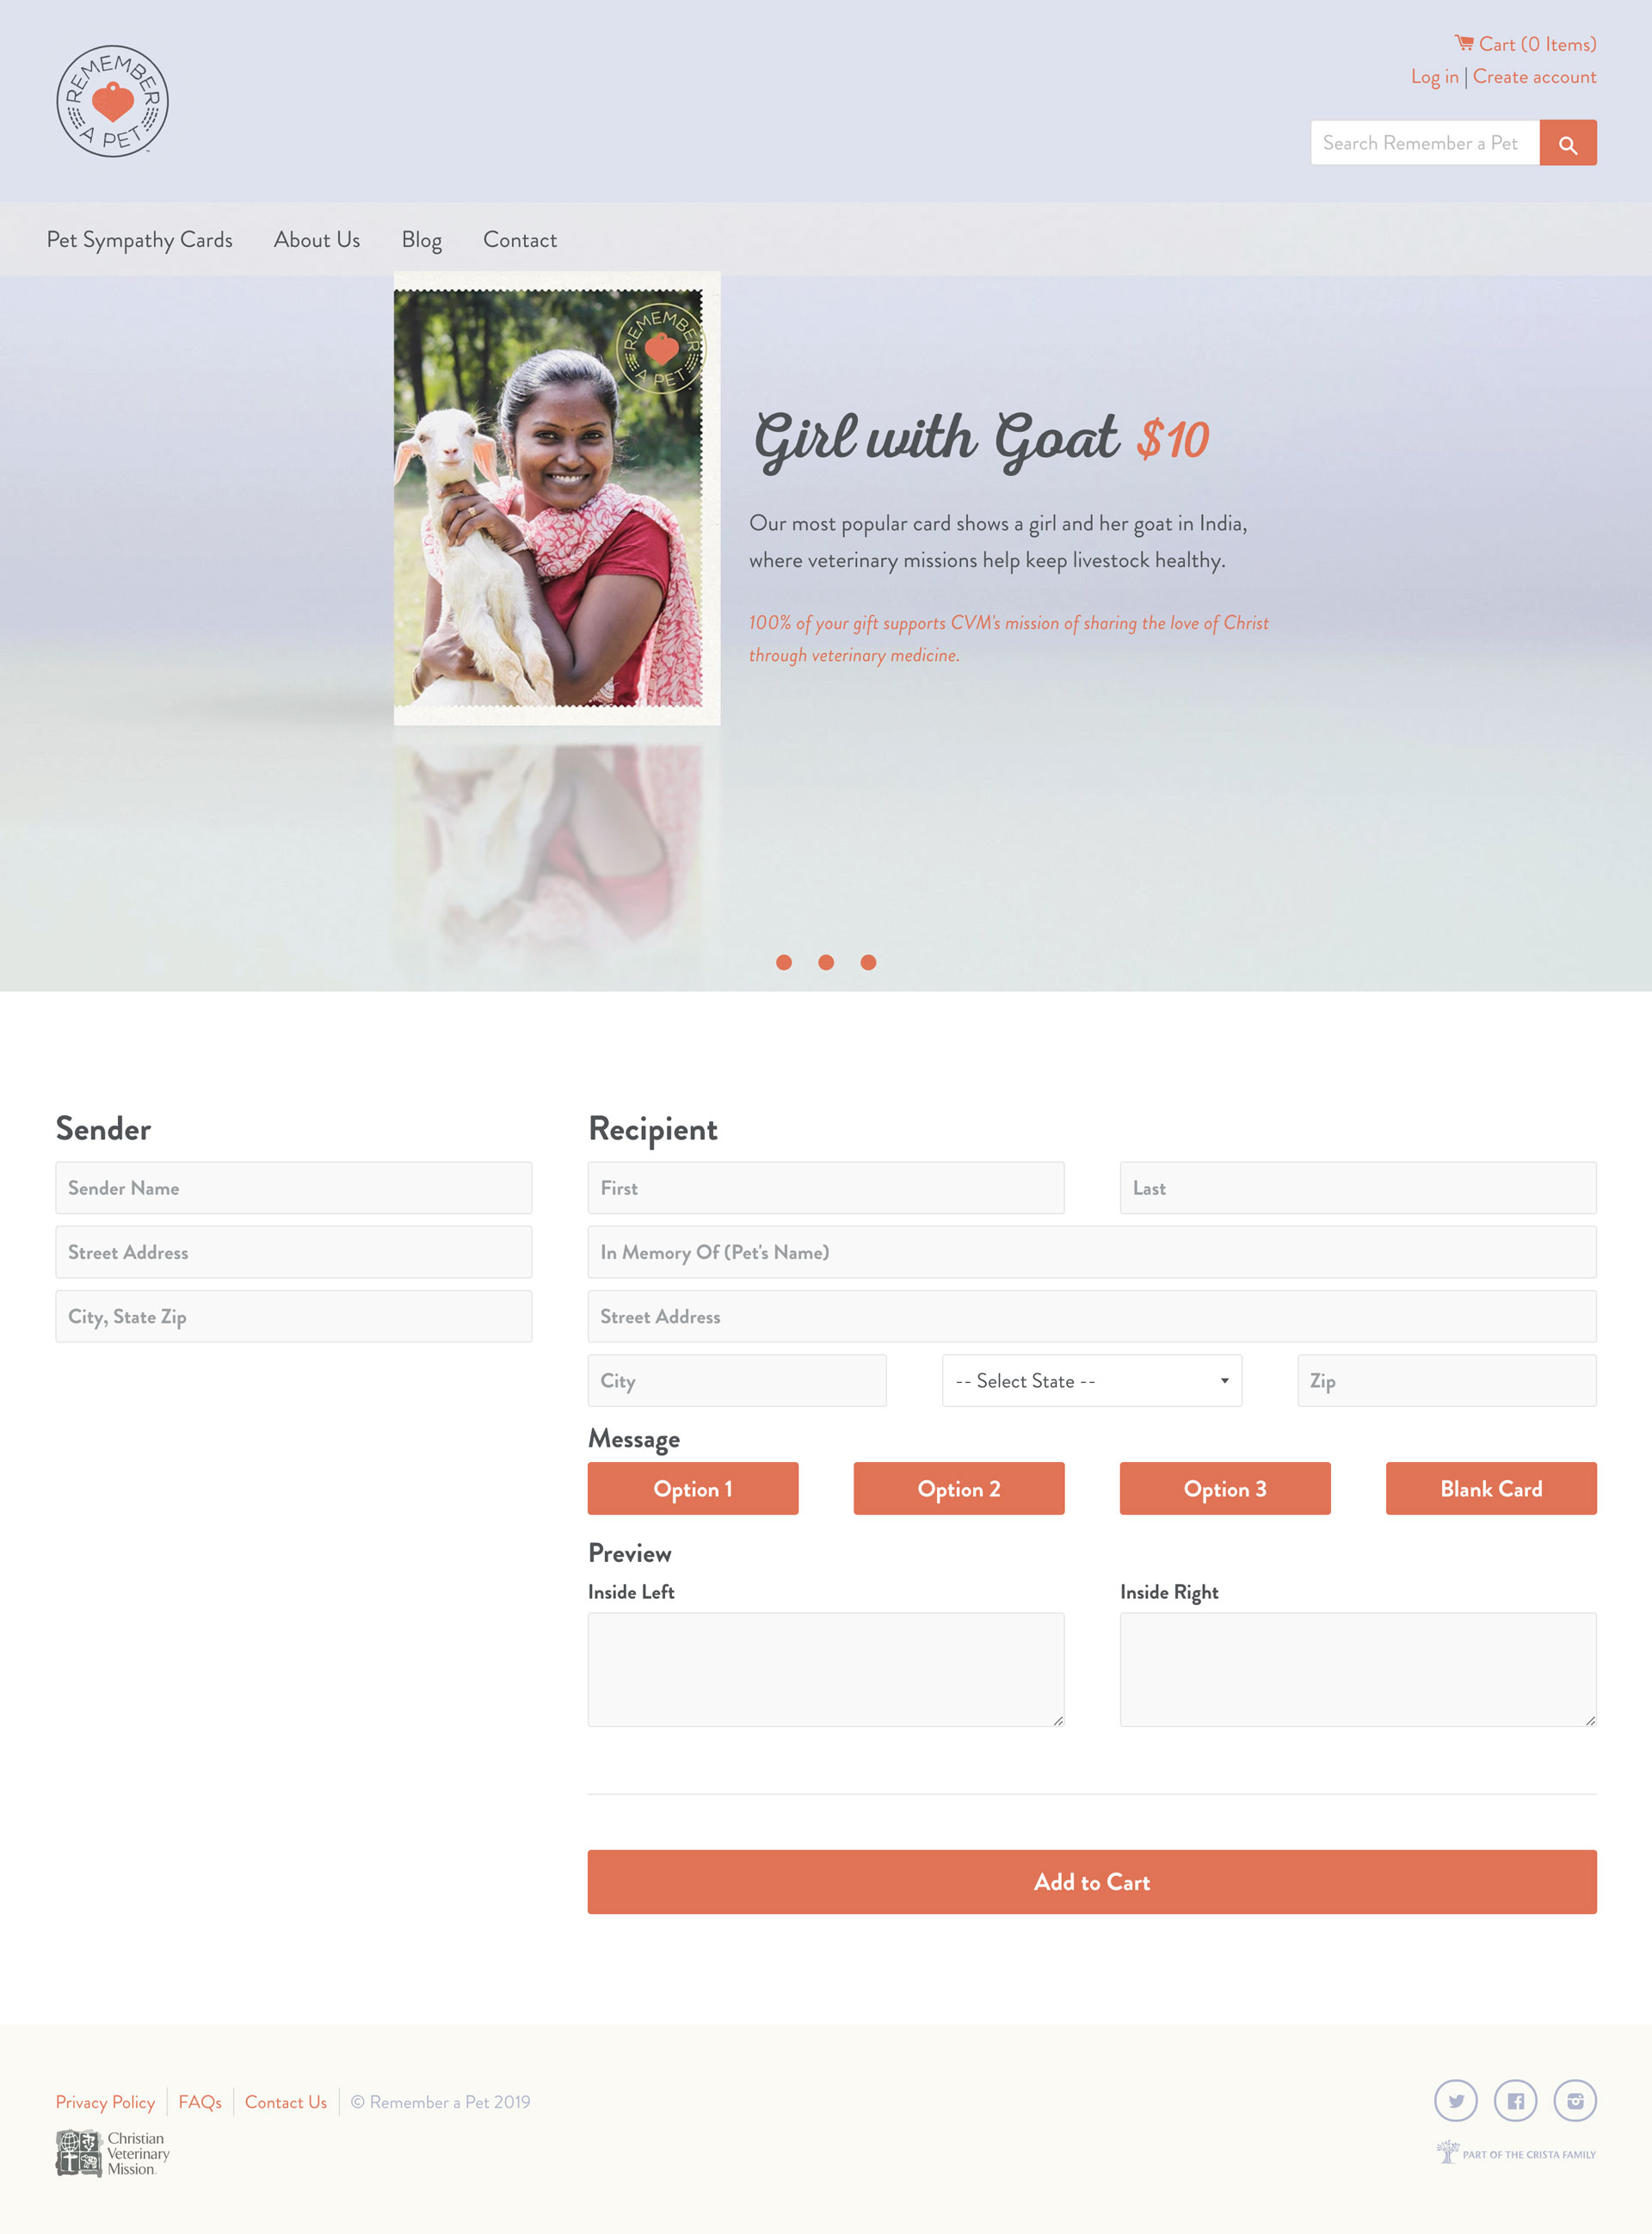 REMEMBER A PET
Cart (0 Items)
Log in | Create account
Search Remember a Pet
Pet Sympathy Cards About Us Blog Contact
REMEMBER A PET
Girl with Goat $10
Our most popular card shows a girl and her goat in India,
where veterinary missions help keep livestock healthy.
100% of your gift supports CVM's mission of sharing the love of Christ
through veterinary medicine.
Sender
Sender Name
Street Address
City, State Zip
Recipient
First Last
In Memory Of (Pet's Name)
Street Address
City -- Select State -- Zip
Message
Option 1 Option 2 Option 3 Blank Card
Preview
Inside Left Inside Right
Add to Cart
Privacy Policy FAQs Contact Us © Remember a Pet 2019
Christian
Veterinary
Mission.
PART OF THE CRISTA FAMILY